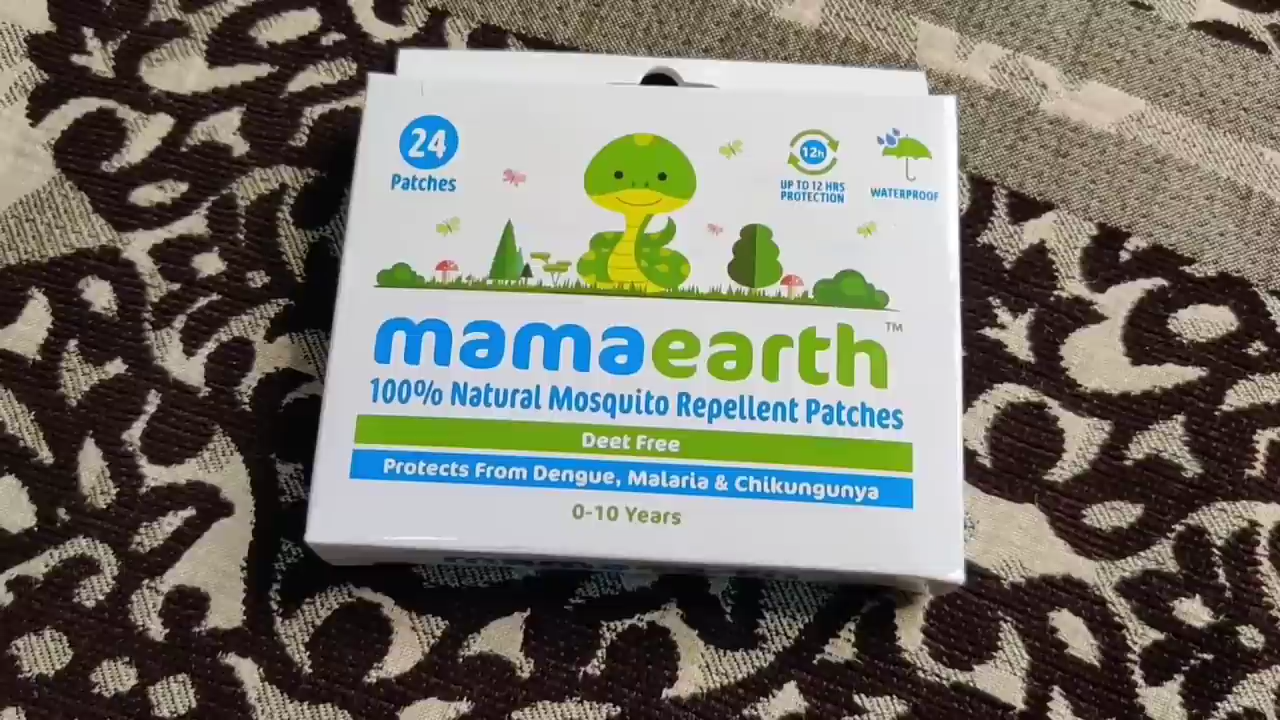 24
Patches
12h
UP TO 12 HRS
PROTECTION
WATERPROOF
mamaearth™
100% Natural Mosquito Repellent Patches
Deet Free
Protects From Dengue, Malaria & Chikungunya
0-10 Years